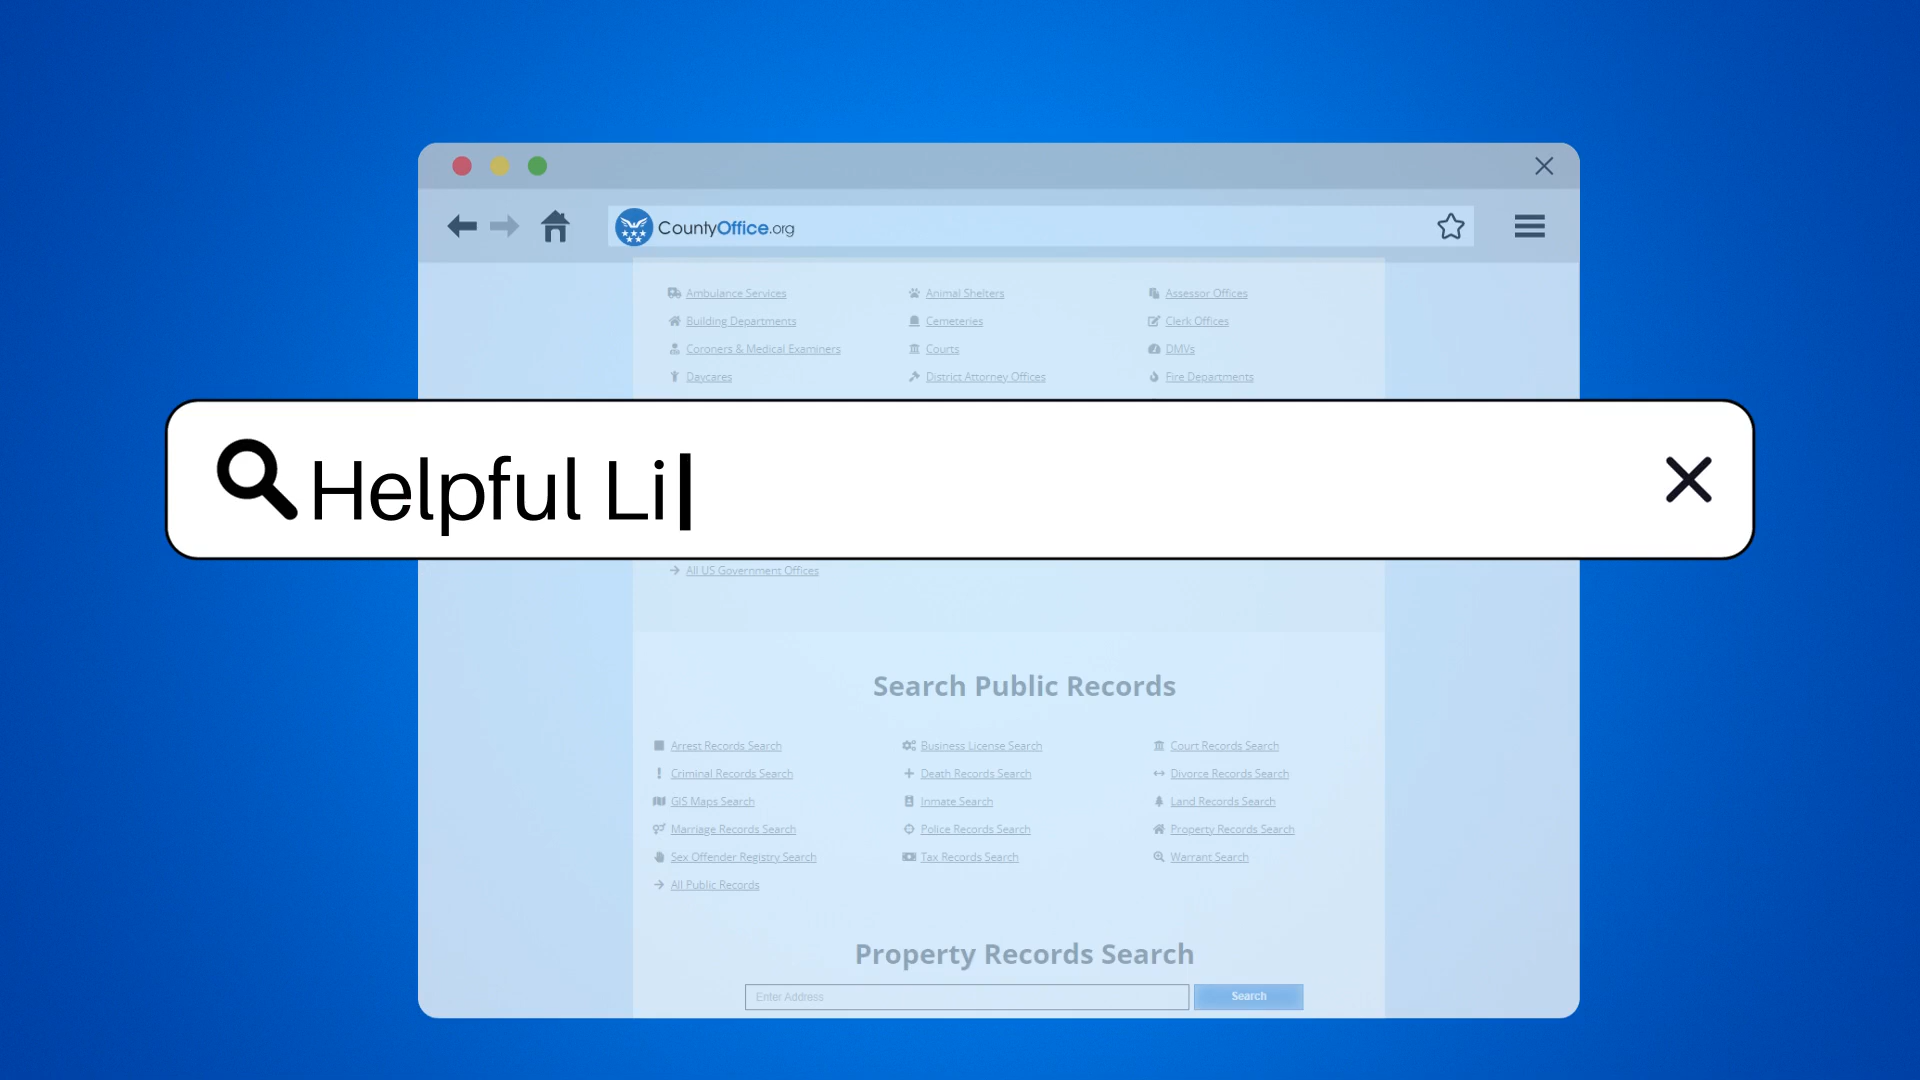 CountyOffice.org
Ambulance Services Animal Shelters Assessor Offices
Building Departments Cemeteries Clerk Offices
Coroners & Medical Examiners Courts DMVs
Daycares District Attorney Offices Fire Departments
Helpful Li
All US Government Offices
Search Public Records
Arrest Records Search Business License Search Court Records Search
Criminal Records Search Death Records Search Divorce Records Search
GIS Maps Search Inmate Search Land Records Search
Marriage Records Search Police Records Search Property Records Search
Sex Offender Registry Search Tax Records Search Warrant Search
All Public Records
Property Records Search
Enter Address Search